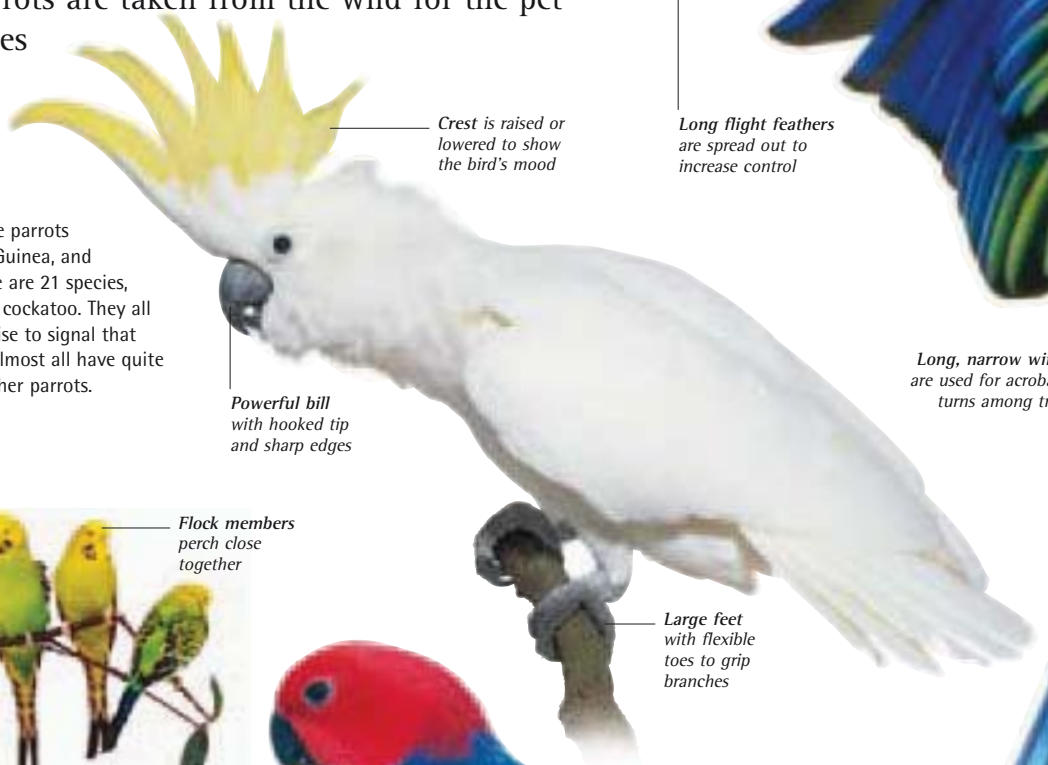 rots are taken from the wild for the pet
es
Crest is raised or
lowered to show
the bird's mood
Long flight feathers
are spread out to
increase control
e parrots
Guinea, and
e are 21 species,
cockatoo. They all
ise to signal that
lmost all have quite
her parrots.
Long, narrow wi
are used for acroba
turns among tr
Powerful bill
with hooked tip
and sharp edges
Flock members
perch close
together
Large feet
with flexible
toes to grip
branches